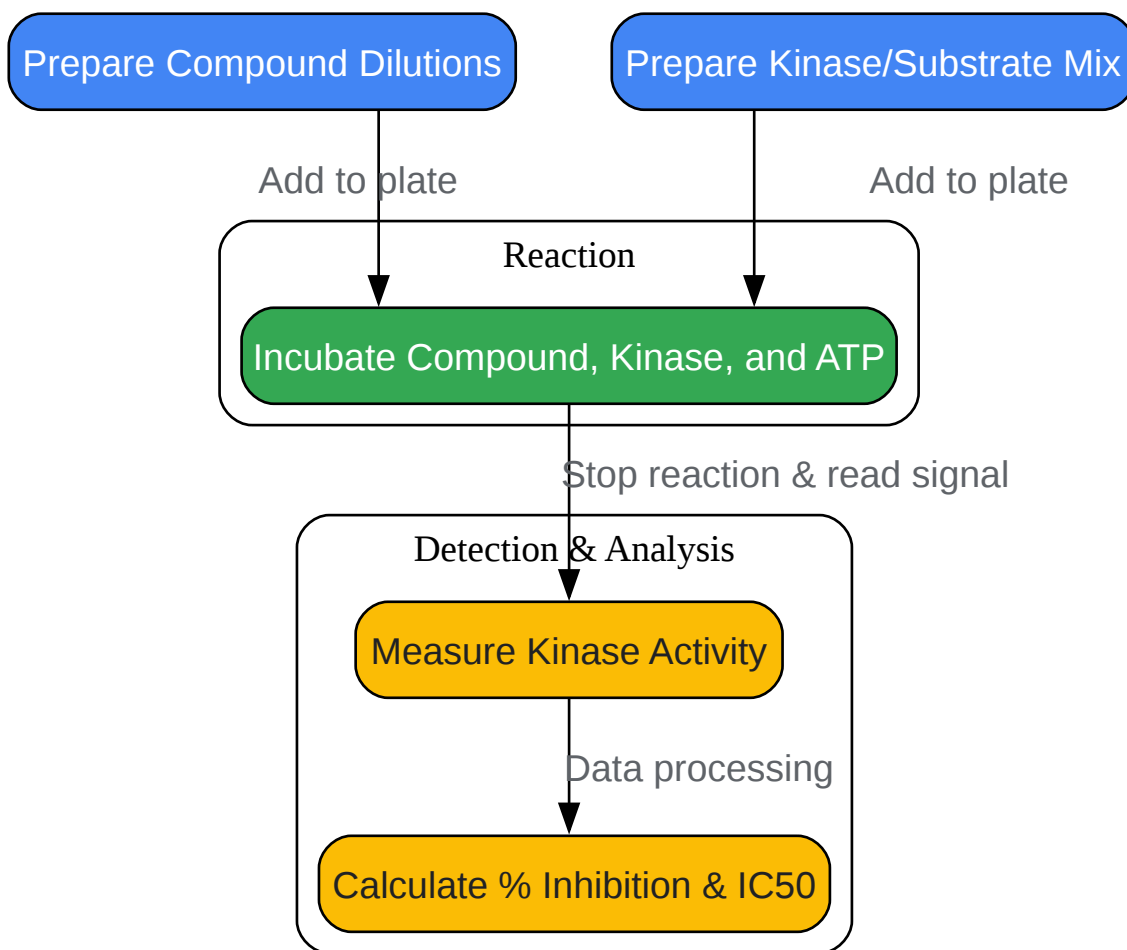 Prepare Compound Dilutions
Prepare Kinase/Substrate Mix
Add to plate
Add to plate
Reaction
Incubate Compound, Kinase, and ATP
Stop reaction & read signal
Detection & Analysis
Measure Kinase Activity
Data processing
Calculate % Inhibition & IC50